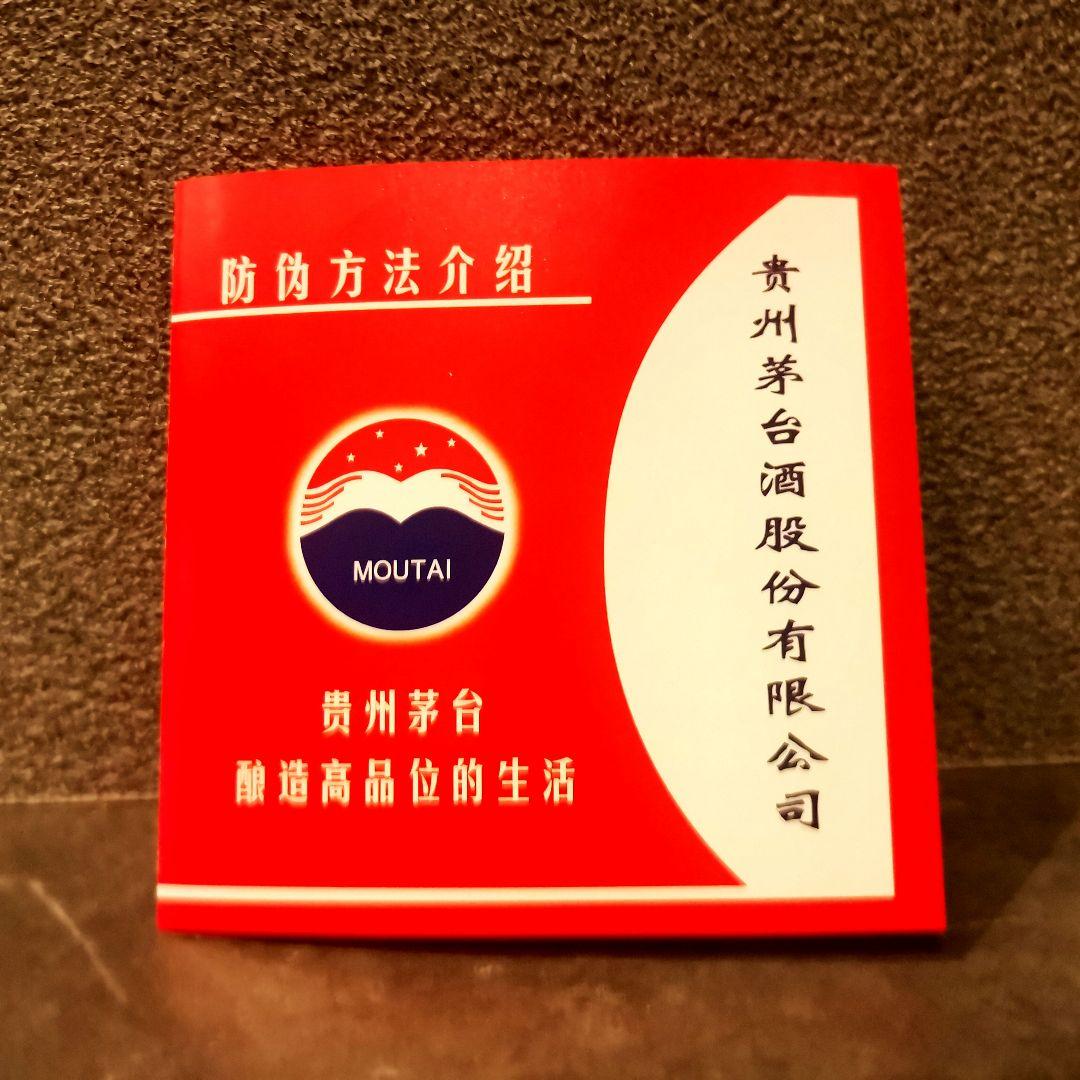 防伪方法介绍
MOUTAI
贵州茅台
酿造高品位的生活
贵州茅台酒股份有限公司